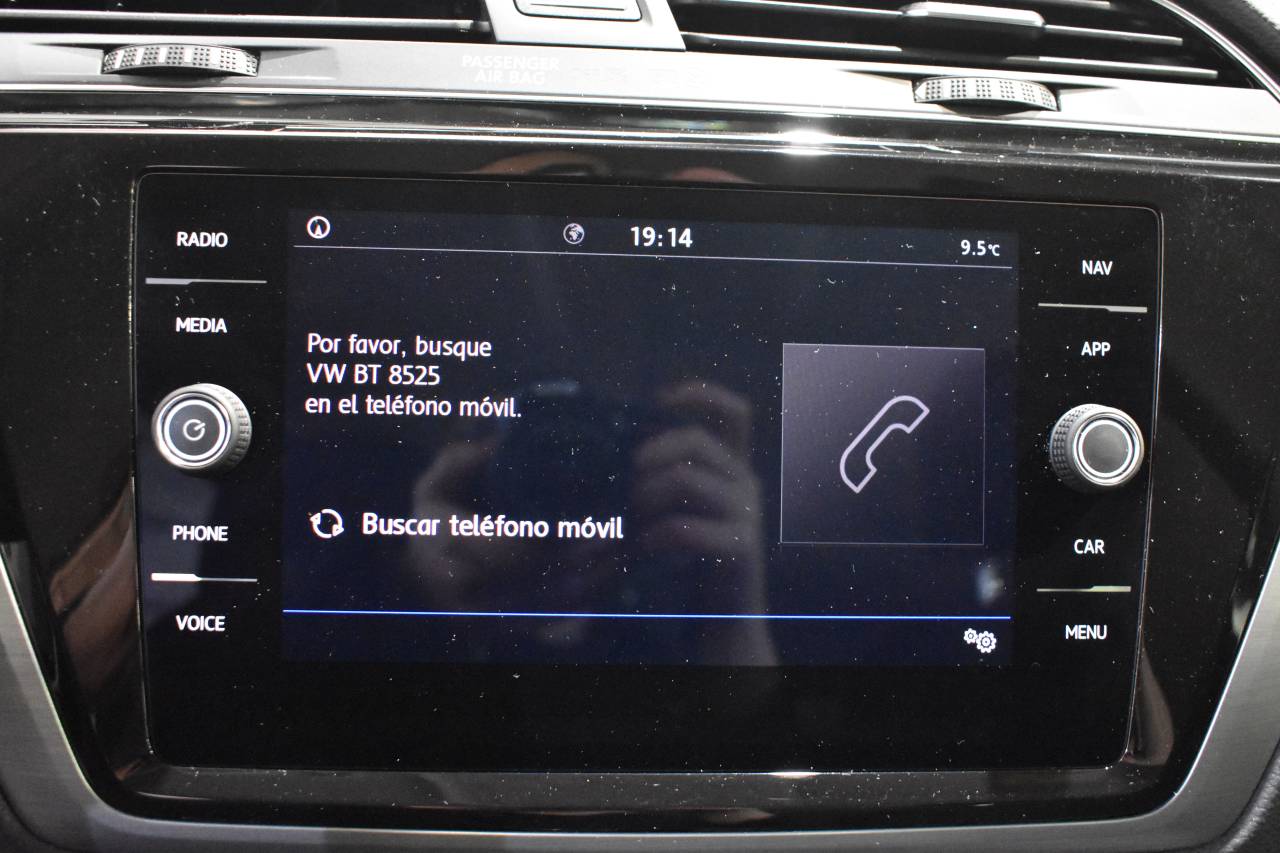 PASSENGER
AIR BAG
RADIO
MEDIA
PHONE
VOICE
19:14
9.5°C
Por favor, busque
VW BT 8525
en el teléfono móvil.
Buscar teléfono móvil
NAV
APP
CAR
MENU